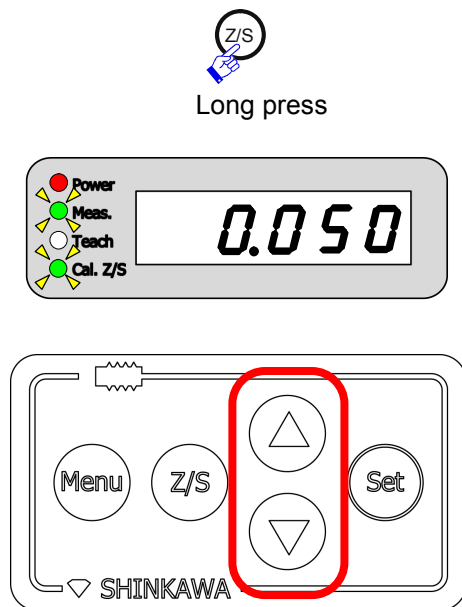 Z/S
Long press
Power
Meas.
Teach
Cal. Z/S
0.050
Menu
Z/S
Set
SHINKAWA